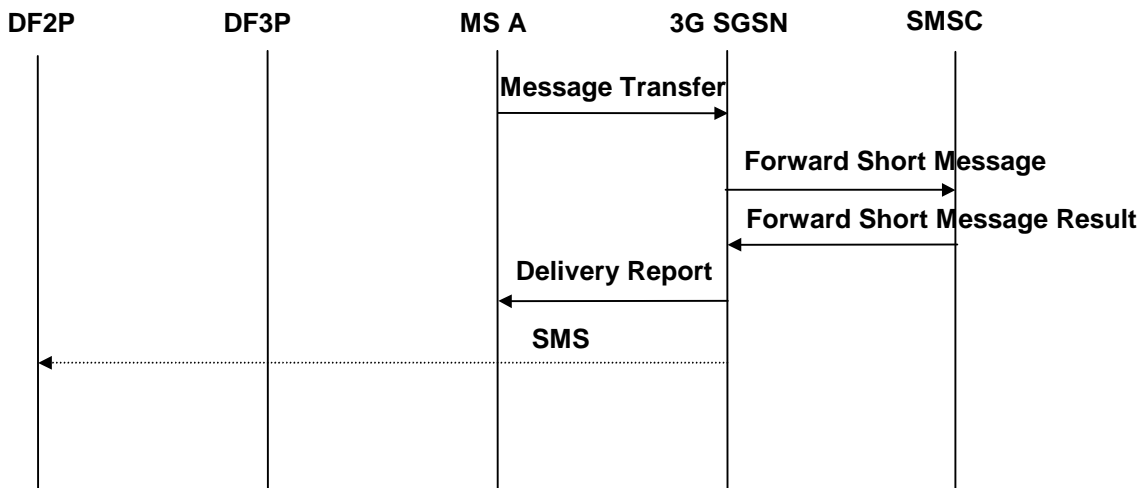 DF2P DF3P MS A 3G SGSN SMSC
Message Transfer
Forward Short Message
Forward Short Message Result
Delivery Report
SMS